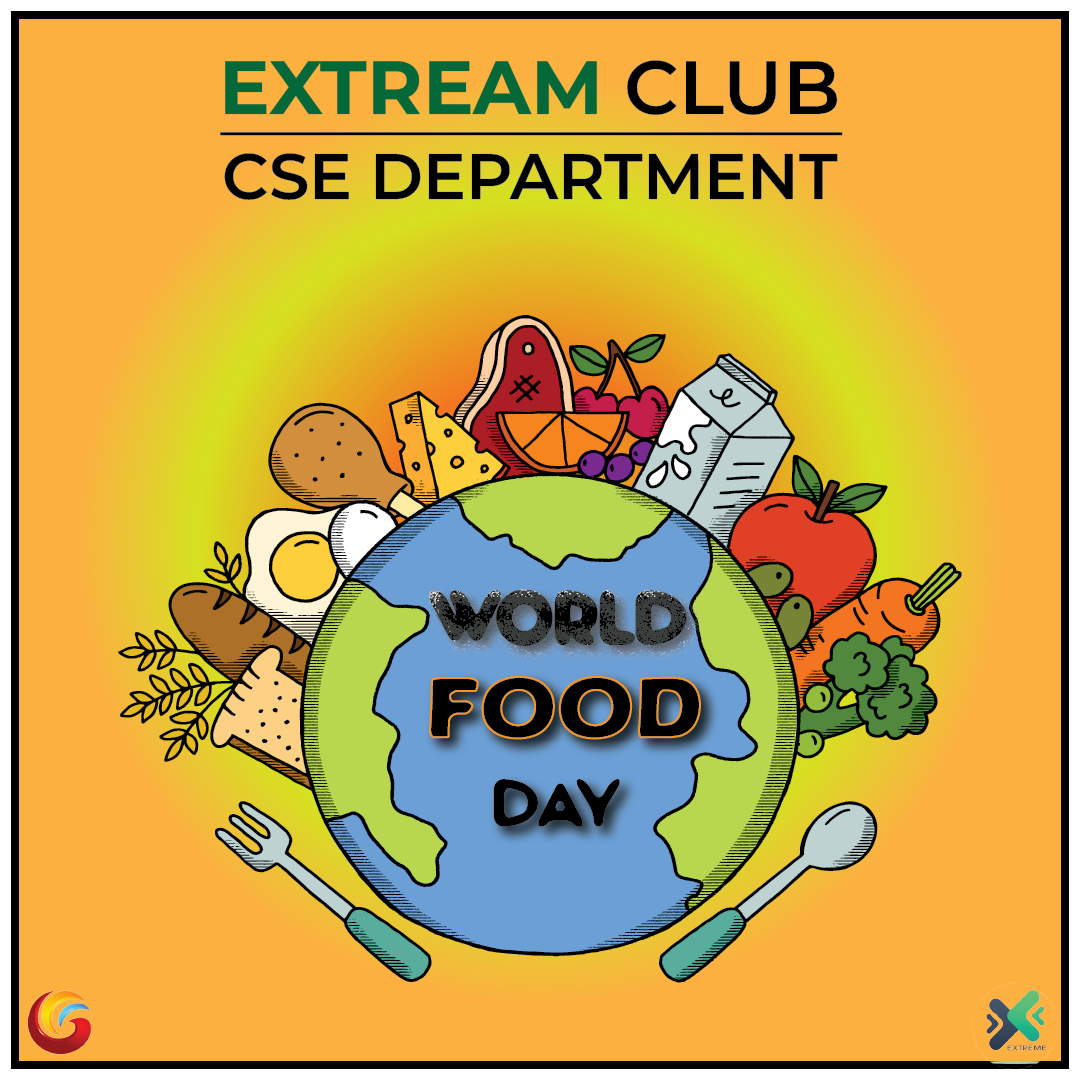 EXTREAM CLUB
CSE DEPARTMENT
WORLD
FOOD
DAY
EXTREME